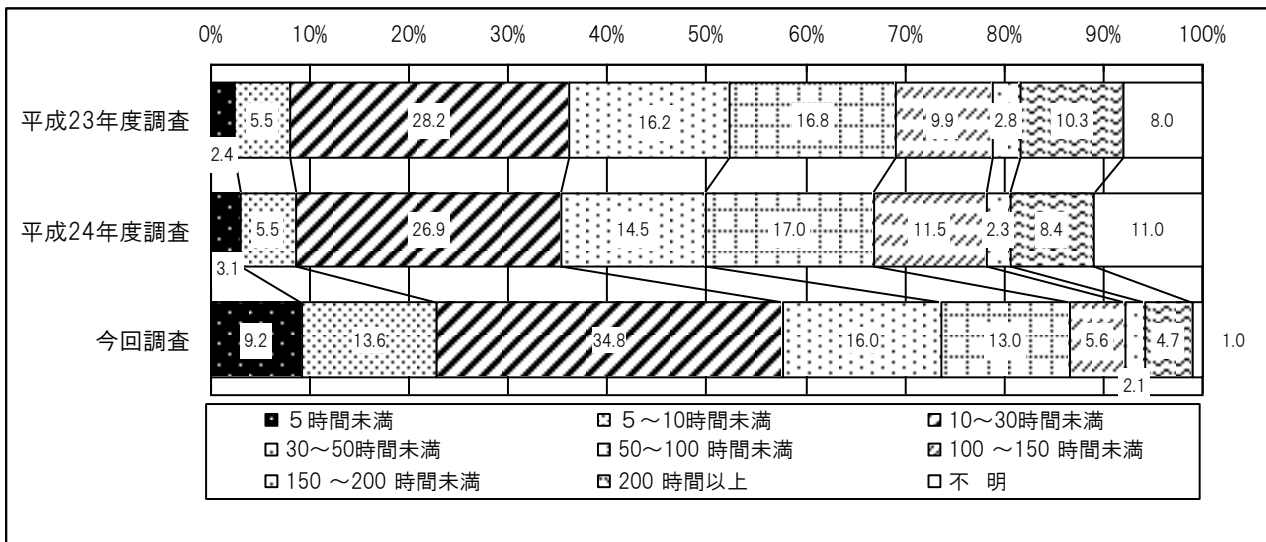 0% 10% 20% 30% 40% 50% 60% 70% 80% 90% 100%
平成23年度調査 5.5 28.2 16.2 16.8 9.9 2.8 10.3 8.0
2.4
平成24年度調査 5.5 26.9 14.5 17.0 11.5 2.3 8.4 11.0
3.1
今回調査 9.2 13.6 34.8 16.0 13.0 5.6 4.7 1.0
2.1
５時間未満 ５～10時間未満 10～30時間未満
30～50時間未満 50～100 時間未満 100 ～150 時間未満
150 ～200 時間未満 200 時間以上 不 明